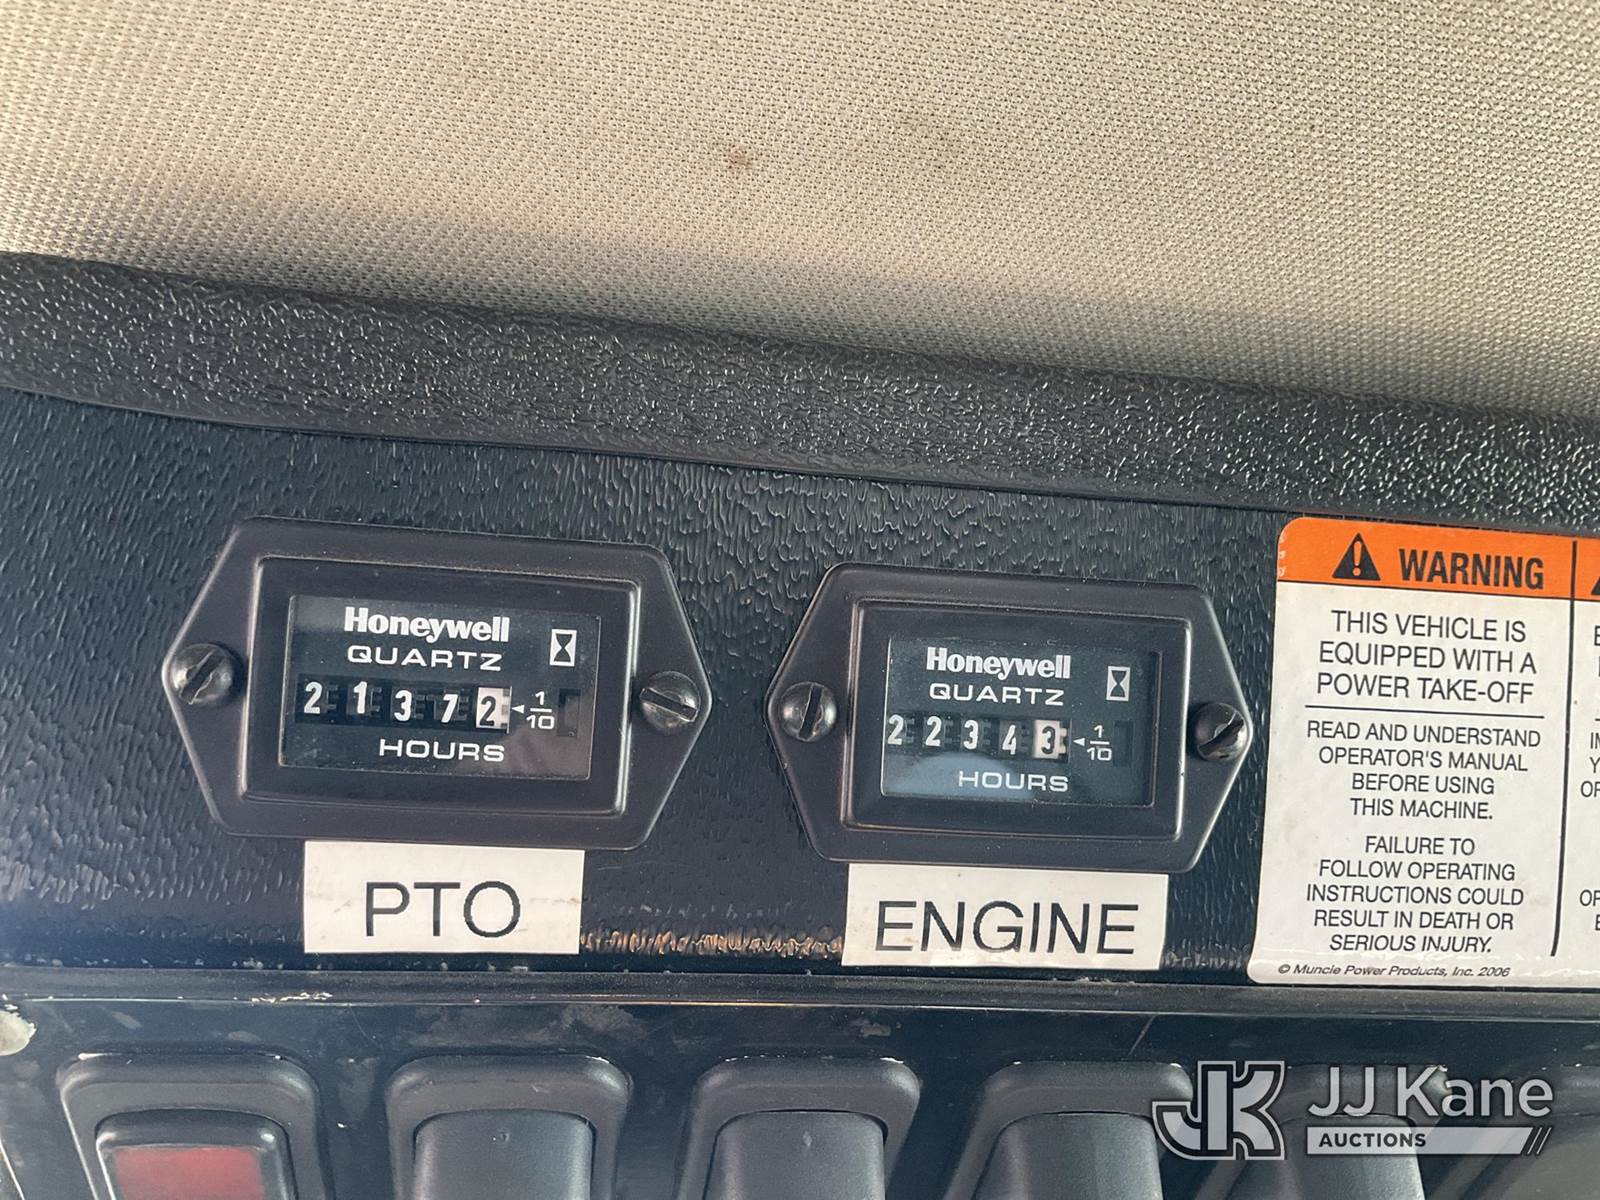 Honeywell
QUARTZ
2 1 3 7 2 ◄ 1/10
HOURS
PTO
Honeywell
QUARTZ
2 2 3 4 3 ◄ 1/10
HOURS
ENGINE
WARNING
THIS VEHICLE IS
EQUIPPED WITH A
POWER TAKE-OFF
READ AND UNDERSTAND
OPERATOR'S MANUAL
BEFORE USING
THIS MACHINE.
FAILURE TO
FOLLOW OPERATING
INSTRUCTIONS COULD
RESULT IN DEATH OR
SERIOUS INJURY.
© Muncie Power Products, Inc. 2006
JK JJ Kane
AUCTIONS